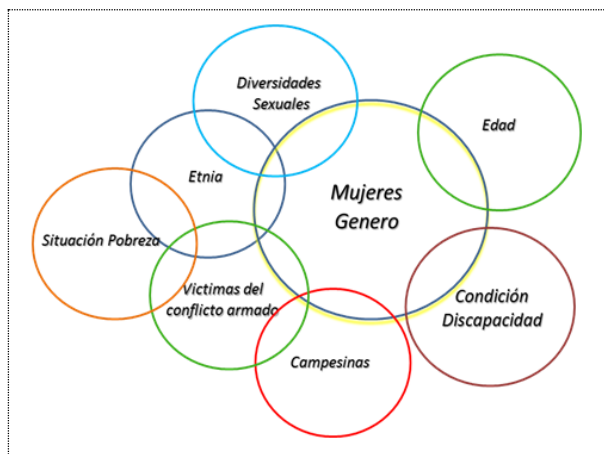 Diversidades
Sexuales
Edad
Etnia
Mujeres
Genero
Situación Pobreza
Victimas del
conflicto armado
Condición
Discapacidad
Campesinas